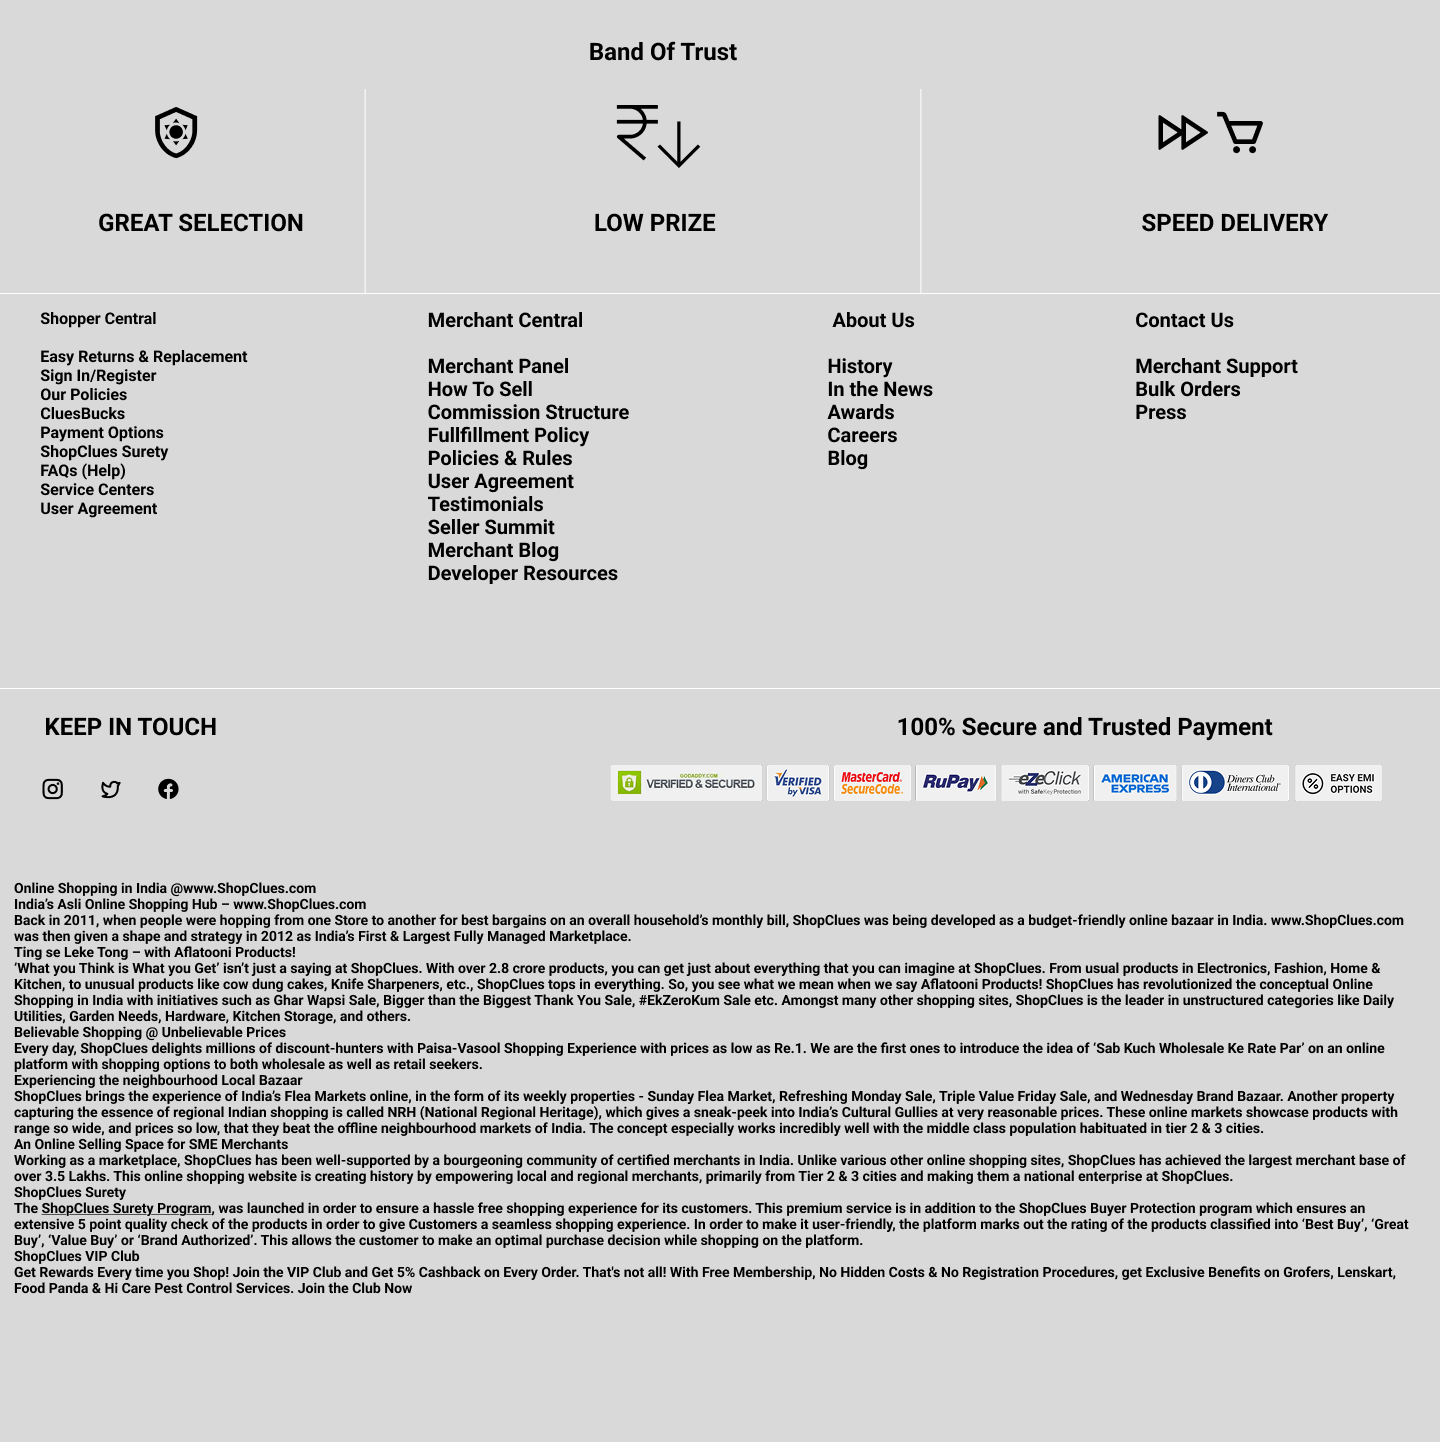 Band Of Trust
GREAT SELECTION
LOW PRIZE
SPEED DELIVERY
Shopper Central
Easy Returns & Replacement
Sign In/Register
Our Policies
CluesBucks
Payment Options
ShopClues Surety
FAQs (Help)
Service Centers
User Agreement
Merchant Central
Merchant Panel
How To Sell
Commission Structure
Fullfillment Policy
Policies & Rules
User Agreement
Testimonials
Seller Summit
Merchant Blog
Developer Resources
About Us
History
In the News
Awards
Careers
Blog
Contact Us
Merchant Support
Bulk Orders
Press
KEEP IN TOUCH
100% Secure and Trusted Payment
GODADDY.COM
VERIFIED & SECURED
VERIFIED
by VISA
MasterCard.
SecureCode.
RuPay
eZeClick
with SafeKey Protection
AMERICAN
EXPRESS
Diners Club
International
EASY EMI
OPTIONS
Online Shopping in India @www.ShopClues.com
India’s Asli Online Shopping Hub – www.ShopClues.com
Back in 2011, when people were hopping from one Store to another for best bargains on an overall household’s monthly bill, ShopClues was being developed as a budget-friendly online bazaar in India. www.ShopClues.com
was then given a shape and strategy in 2012 as India’s First & Largest Fully Managed Marketplace.
Ting se Leke Tong – with Aflatooni Products!
‘What you Think is What you Get’ isn’t just a saying at ShopClues. With over 2.8 crore products, you can get just about everything that you can imagine at ShopClues. From usual products in Electronics, Fashion, Home &
Kitchen, to unusual products like cow dung cakes, Knife Sharpeners, etc., ShopClues tops in everything. So, you see what we mean when we say Aflatooni Products! ShopClues has revolutionized the conceptual Online
Shopping in India with initiatives such as Ghar Wapsi Sale, Bigger than the Biggest Thank You Sale, #EkZeroKum Sale etc. Amongst many other shopping sites, ShopClues is the leader in unstructured categories like Daily
Utilities, Garden Needs, Hardware, Kitchen Storage, and others.
Believable Shopping @ Unbelievable Prices
Every day, ShopClues delights millions of discount-hunters with Paisa-Vasool Shopping Experience with prices as low as Re.1. We are the first ones to introduce the idea of ‘Sab Kuch Wholesale Ke Rate Par’ on an online
platform with shopping options to both wholesale as well as retail seekers.
Experiencing the neighbourhood Local Bazaar
ShopClues brings the experience of India’s Flea Markets online, in the form of its weekly properties - Sunday Flea Market, Refreshing Monday Sale, Triple Value Friday Sale, and Wednesday Brand Bazaar. Another property
capturing the essence of regional Indian shopping is called NRH (National Regional Heritage), which gives a sneak-peek into India’s Cultural Gullies at very reasonable prices. These online markets showcase products with
range so wide, and prices so low, that they beat the offline neighbourhood markets of India. The concept especially works incredibly well with the middle class population habituated in tier 2 & 3 cities.
An Online Selling Space for SME Merchants
Working as a marketplace, ShopClues has been well-supported by a bourgeoning community of certified merchants in India. Unlike various other online shopping sites, ShopClues has achieved the largest merchant base of
over 3.5 Lakhs. This online shopping website is creating history by empowering local and regional merchants, primarily from Tier 2 & 3 cities and making them a national enterprise at ShopClues.
ShopClues Surety
The ShopClues Surety Program, was launched in order to ensure a hassle free shopping experience for its customers. This premium service is in addition to the ShopClues Buyer Protection program which ensures an
extensive 5 point quality check of the products in order to give Customers a seamless shopping experience. In order to make it user-friendly, the platform marks out the rating of the products classified into ‘Best Buy’, ‘Great
Buy’, ‘Value Buy’ or ‘Brand Authorized’. This allows the customer to make an optimal purchase decision while shopping on the platform.
ShopClues VIP Club
Get Rewards Every time you Shop! Join the VIP Club and Get 5% Cashback on Every Order. That's not all! With Free Membership, No Hidden Costs & No Registration Procedures, get Exclusive Benefits on Grofers, Lenskart,
Food Panda & Hi Care Pest Control Services. Join the Club Now